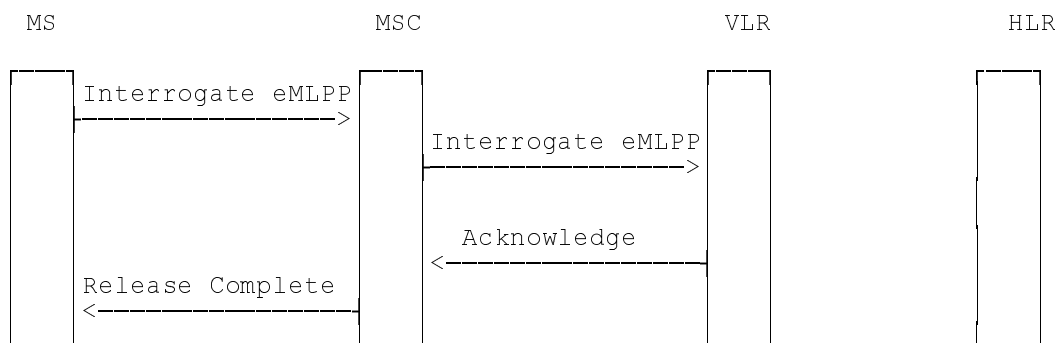 MS MSC VLR HLR
Interrogate eMLPP
Interrogate eMLPP
Acknowledge
Release Complete